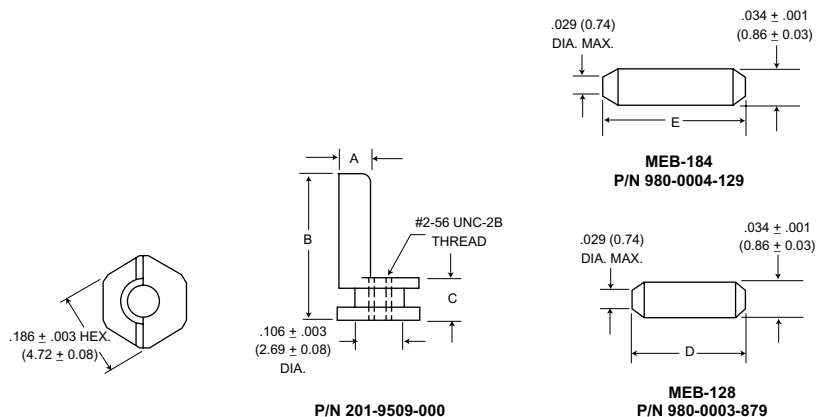 .029 (0.74)
DIA. MAX.
.034 ± .001
(0.86 ± 0.03)
E
MEB-184
P/N 980-0004-129
A
B
#2-56 UNC-2B
THREAD
C
.186 ± .003 HEX.
(4.72 ± 0.08)
.106 ± .003
(2.69 ± 0.08)
DIA.
P/N 201-9509-000
.029 (0.74)
DIA. MAX.
.034 ± .001
(0.86 ± 0.03)
D
MEB-128
P/N 980-0003-879